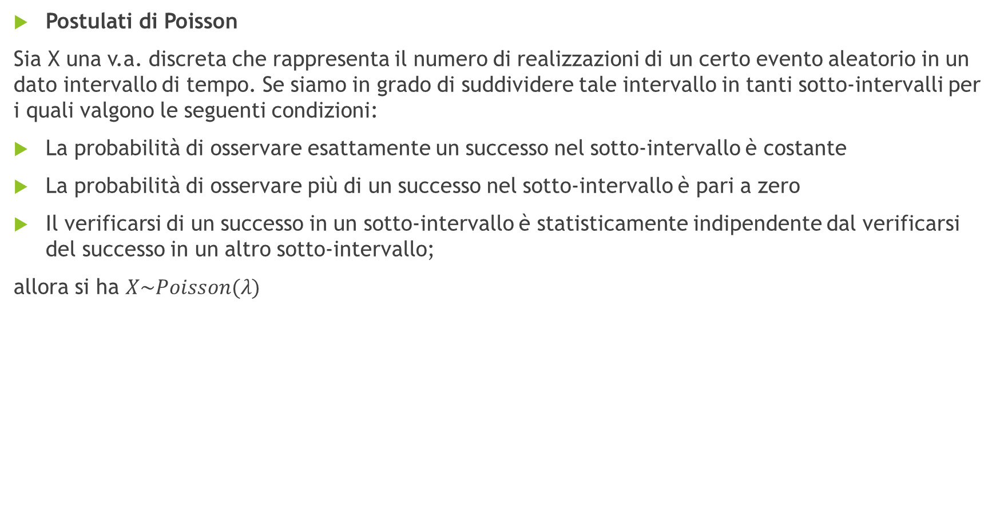 Postulati di Poisson
Sia X una v.a. discreta che rappresenta il numero di realizzazioni di un certo evento aleatorio in un
dato intervallo di tempo. Se siamo in grado di suddividere tale intervallo in tanti sotto-intervalli per
i quali valgono le seguenti condizioni:
La probabilità di osservare esattamente un successo nel sotto-intervallo è costante
La probabilità di osservare più di un successo nel sotto-intervallo è pari a zero
Il verificarsi di un successo in un sotto-intervallo è statisticamente indipendente dal verificarsi
del successo in un altro sotto-intervallo;
allora si ha 𝑋~𝑃𝑜𝑖𝑠𝑠𝑜𝑛(𝜆)